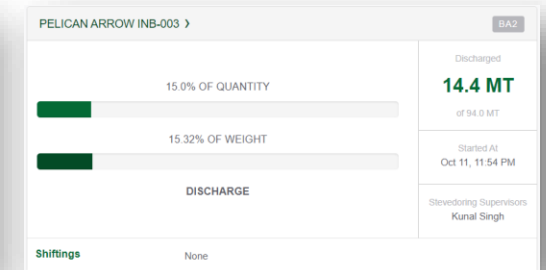 PELICAN ARROW INB-003 >
BA2
15.0% OF QUANTITY
15.32% OF WEIGHT
DISCHARGE
Discharged
14.4 MT
of 94.0 MT
Started At
Oct 11, 11:54 PM
Stevedoring Supervisors
Kunal Singh
Shiftings None